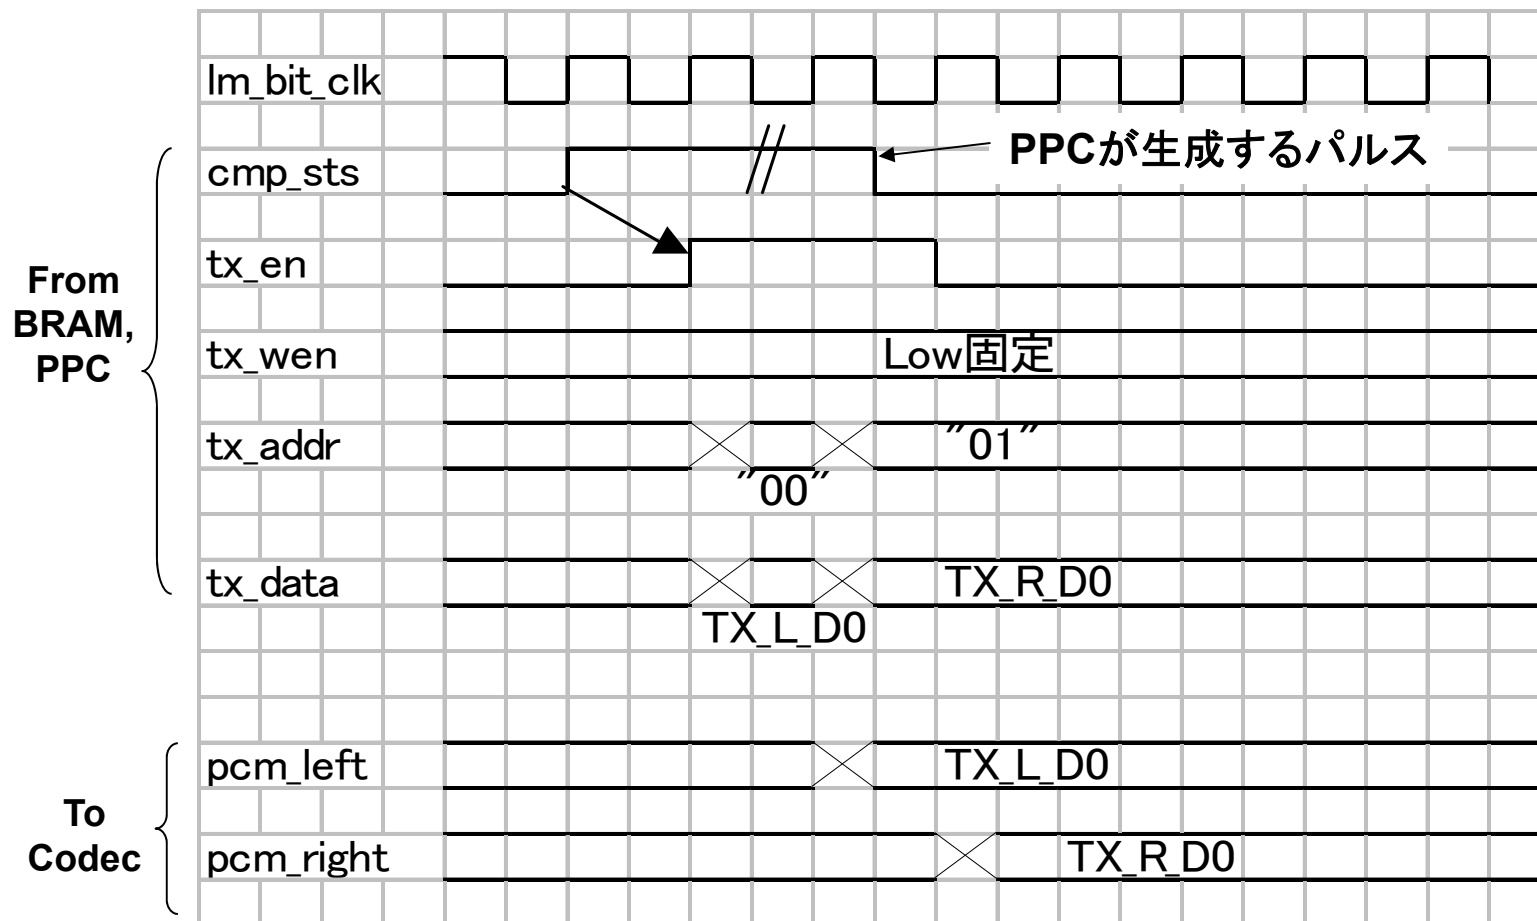 lm_bit_clk
PPCが生成するパルス
cmp_sts
tx_en
From
BRAM,
PPC
tx_wen
Low固定
tx_addr
"01"
"00"
tx_data
TX_R_D0
TX_L_D0
pcm_left
TX_L_D0
To
Codec
pcm_right
TX_R_D0